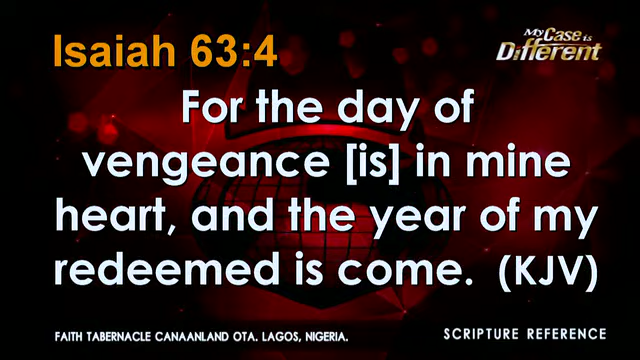 Isaiah 63:4
My Case is
Different
For the day of
vengeance [is] in mine
heart, and the year of my
redeemed is come. (KJV)
FAITH TABERNACLE CANAANLAND OTA. LAGOS, NIGERIA.
SCRIPTURE REFERENCE